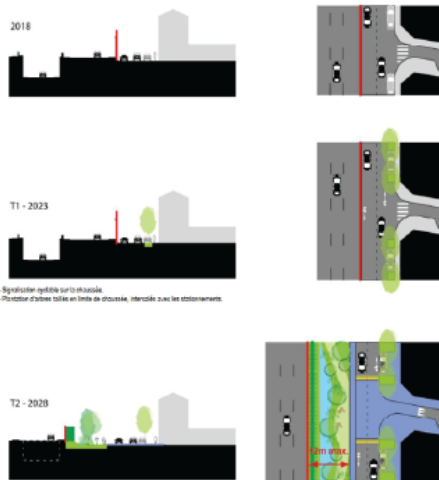 2018
T1 - 2023
- Signalisation cyclable sur la chaussée.
- Plantation d'arbres taillés en limite de chaussée, intercalés avec les stationnements.
T2 - 2028
12m max.